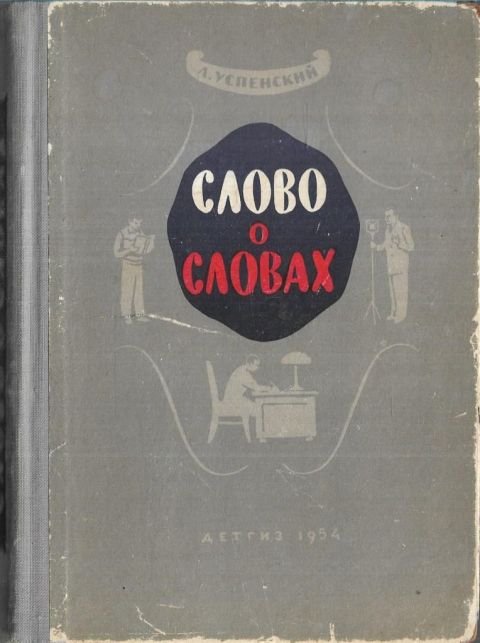 Л. УСПЕНСКИЙ
СЛОВО
О
СЛОВАХ
ДЕТГИЗ 1954